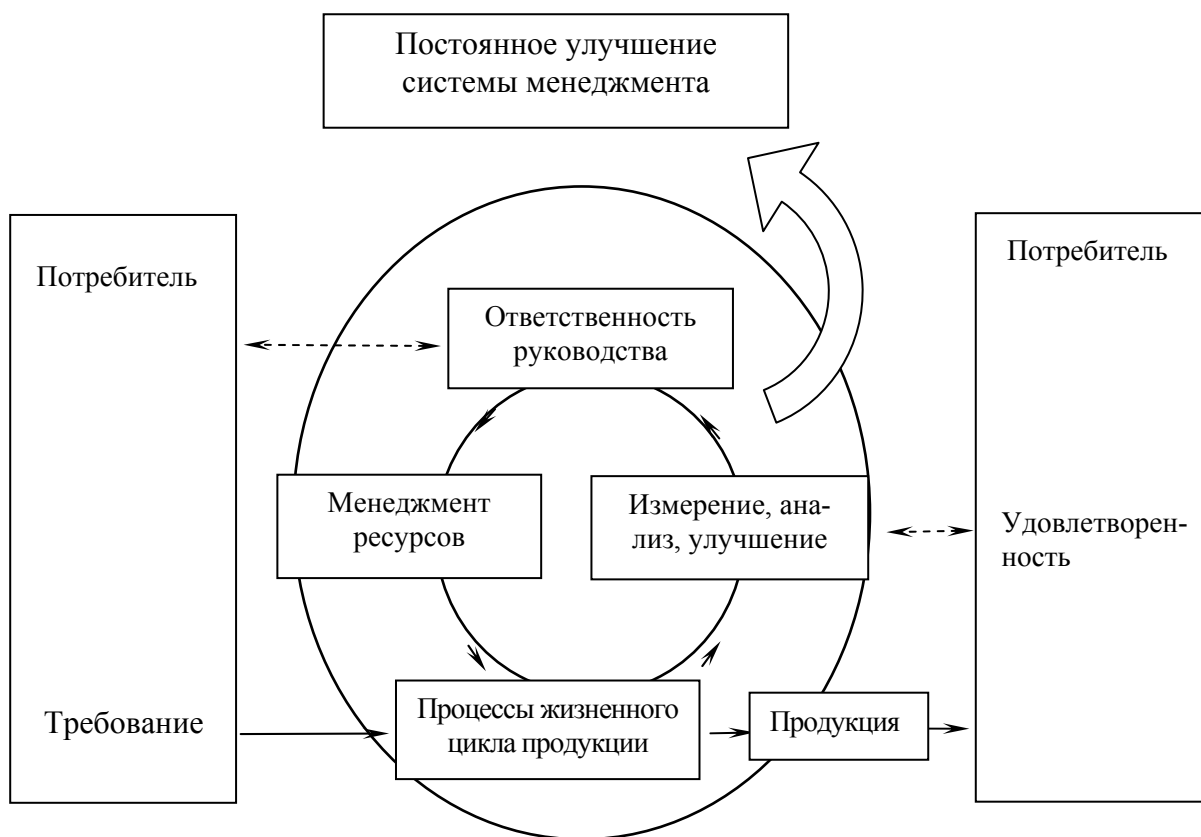 Постоянное улучшение
системы менеджмента
Потребитель
Потребитель
Ответственность
руководства
Менеджмент
ресурсов
Измерение, ана-
лиз, улучшение
Удовлетворен-
ность
Требование
Процессы жизненного
цикла продукции
Продукция